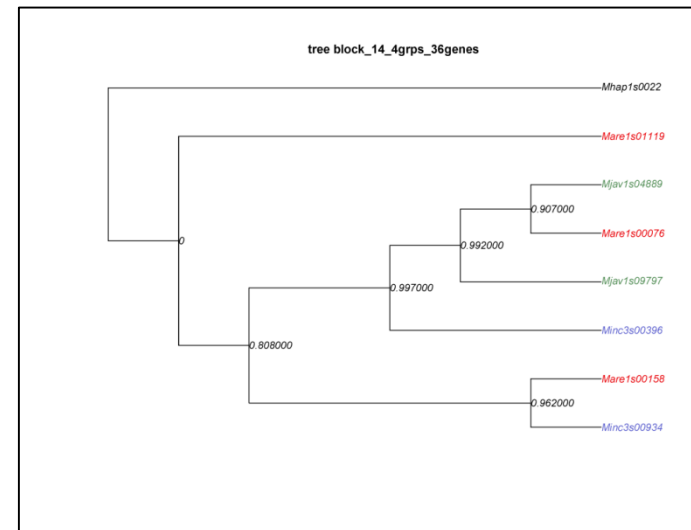 tree block_14_4grps_36genes
Mhap1s0022
Mare1s01119
Mjav1s04889
0.907000
Mare1s00076
0
0.992000
Mjav1s09797
0.997000
Minc3s00396
0.808000
Mare1s00158
0.962000
Minc3s00934